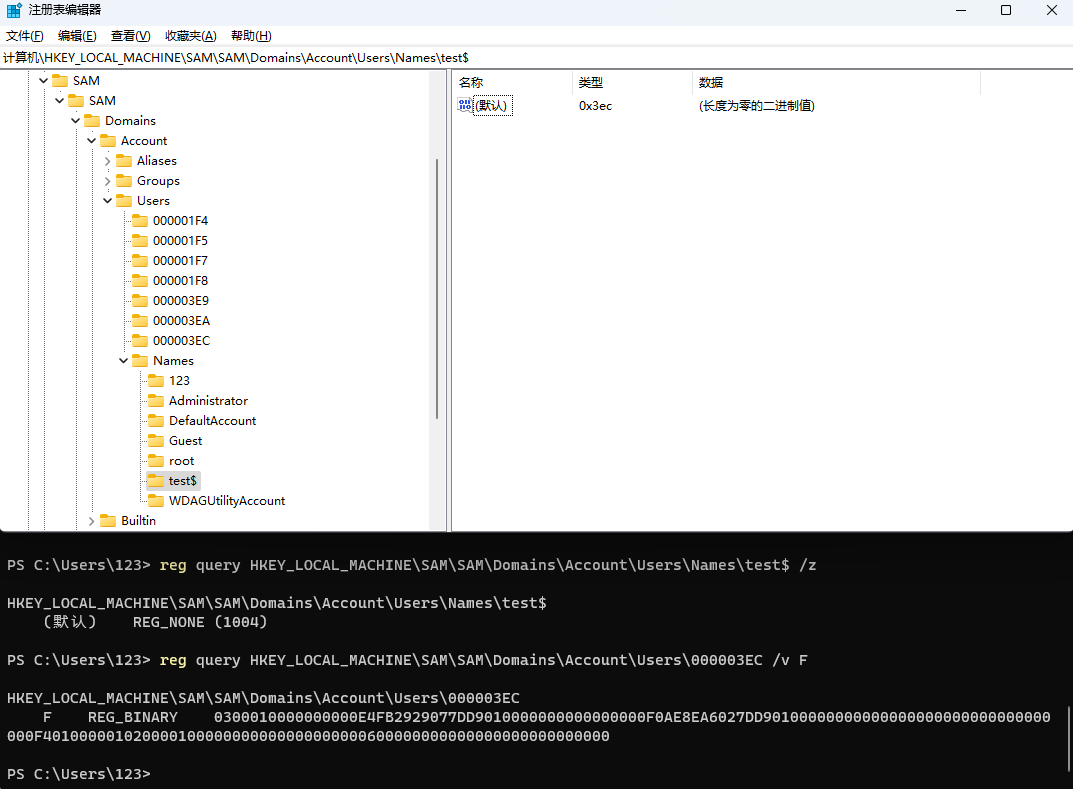 注册表编辑器
文件(F) 编辑(E) 查看(V) 收藏夹(A) 帮助(H)
计算机\HKEY_LOCAL_MACHINE\SAM\SAM\Domains\Account\Users\Names\test$
SAM
SAM
Domains
Account
Aliases
Groups
Users
000001F4
000001F5
000001F7
000001F8
000003E9
000003EA
000003EC
Names
123
Administrator
DefaultAccount
Guest
root
test$
WDAGUtilityAccount
Builtin
名称 类型 数据
(默认) 0x3ec (长度为零的二进制值)
PS C:\Users\123> reg query HKEY_LOCAL_MACHINE\SAM\SAM\Domains\Account\Users\Names\test$ /z
HKEY_LOCAL_MACHINE\SAM\SAM\Domains\Account\Users\Names\test$
(默认) REG_NONE (1004)
PS C:\Users\123> reg query HKEY_LOCAL_MACHINE\SAM\SAM\Domains\Account\Users\000003EC /v F
HKEY_LOCAL_MACHINE\SAM\SAM\Domains\Account\Users\000003EC
F REG_BINARY 0300010000000000E4FB2929077DD9010000000000000000F0AE8EA6027DD90100000000000000000000000000000
000F401000001020000100000000000000000060000000000000000000000000
PS C:\Users\123>